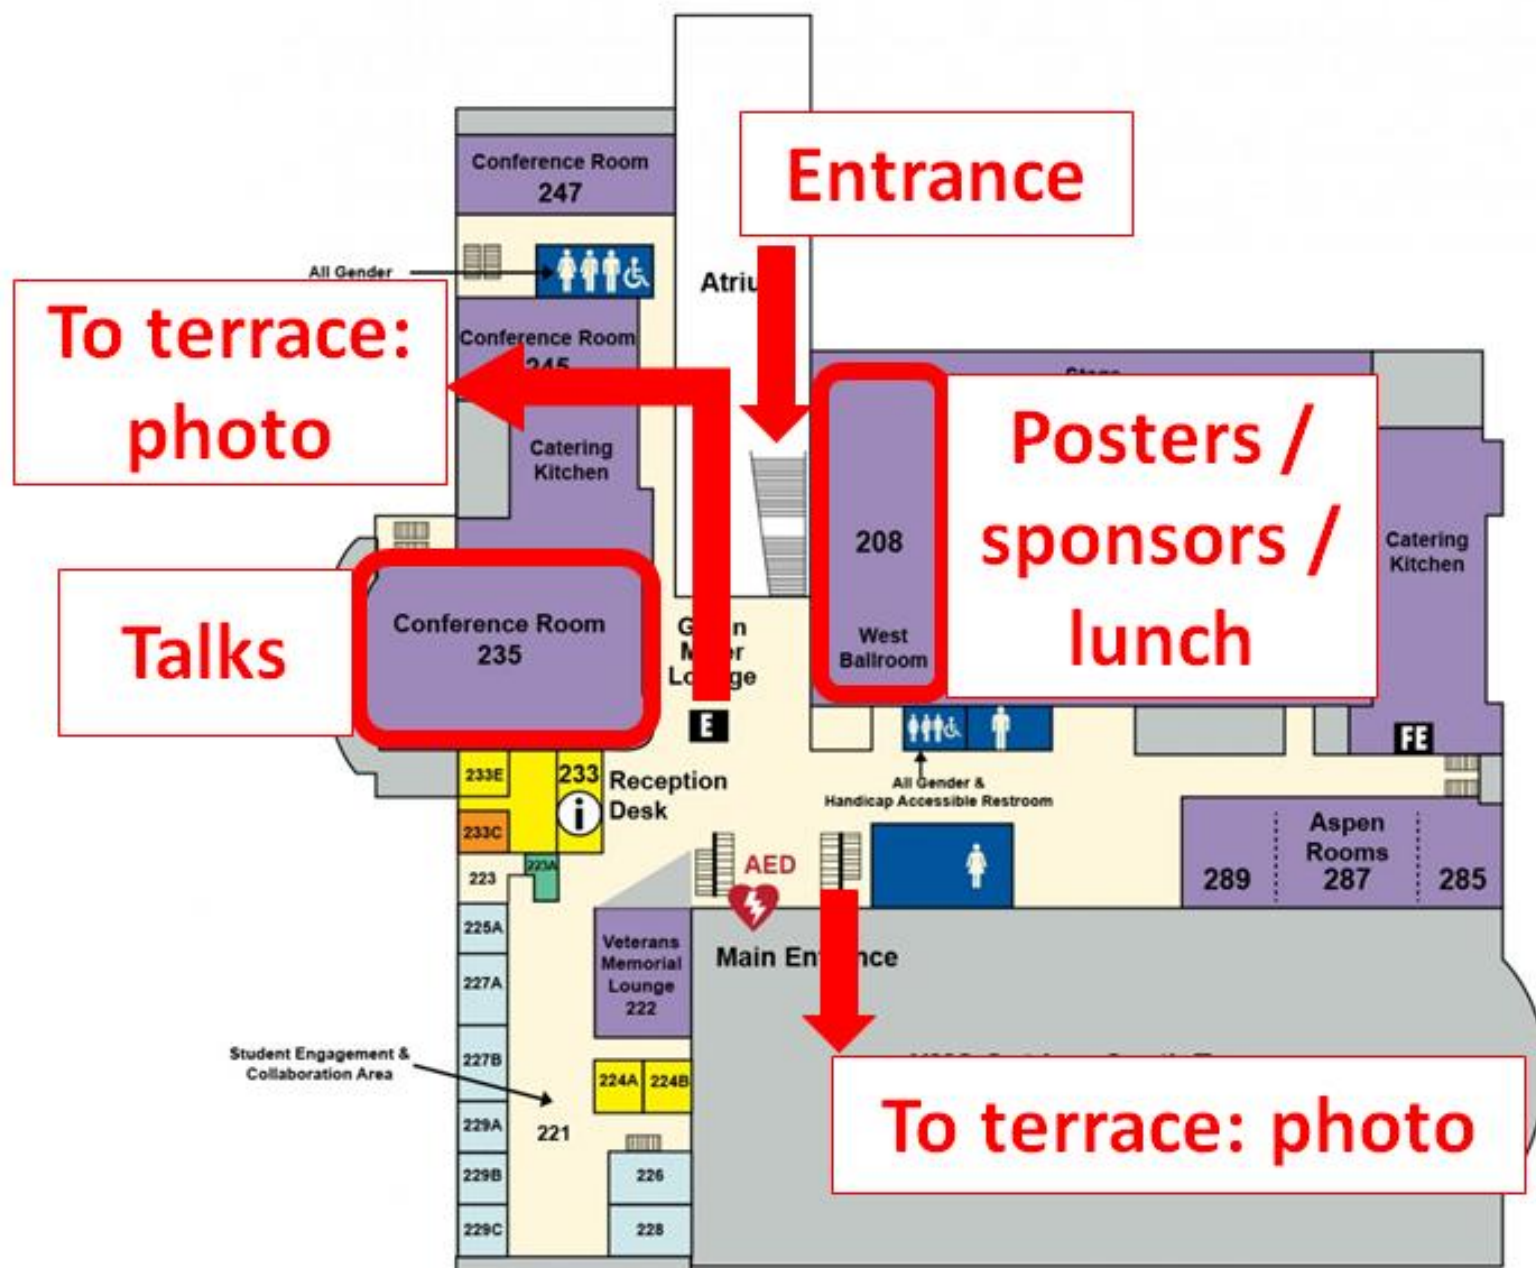 Entrance
Conference Room
247
All Gender
Atriu
To terrace:
photo
Conference Room
245
Catering
Kitchen
Posters /
sponsors /
lunch
208
West
Ballroom
Catering
Kitchen
Talks
Conference Room
235
E
FE
233E
233
Reception
Desk
i
All Gender &
Handicap Accessible Restroom
233C
223A
223
AED
Aspen
Rooms
289
287
285
225A
227A
Veterans
Memorial
Lounge
222
Main
Student Engagement &
Collaboration Area
227B
224A
224B
229A
221
To terrace: photo
229B
226
229C
228